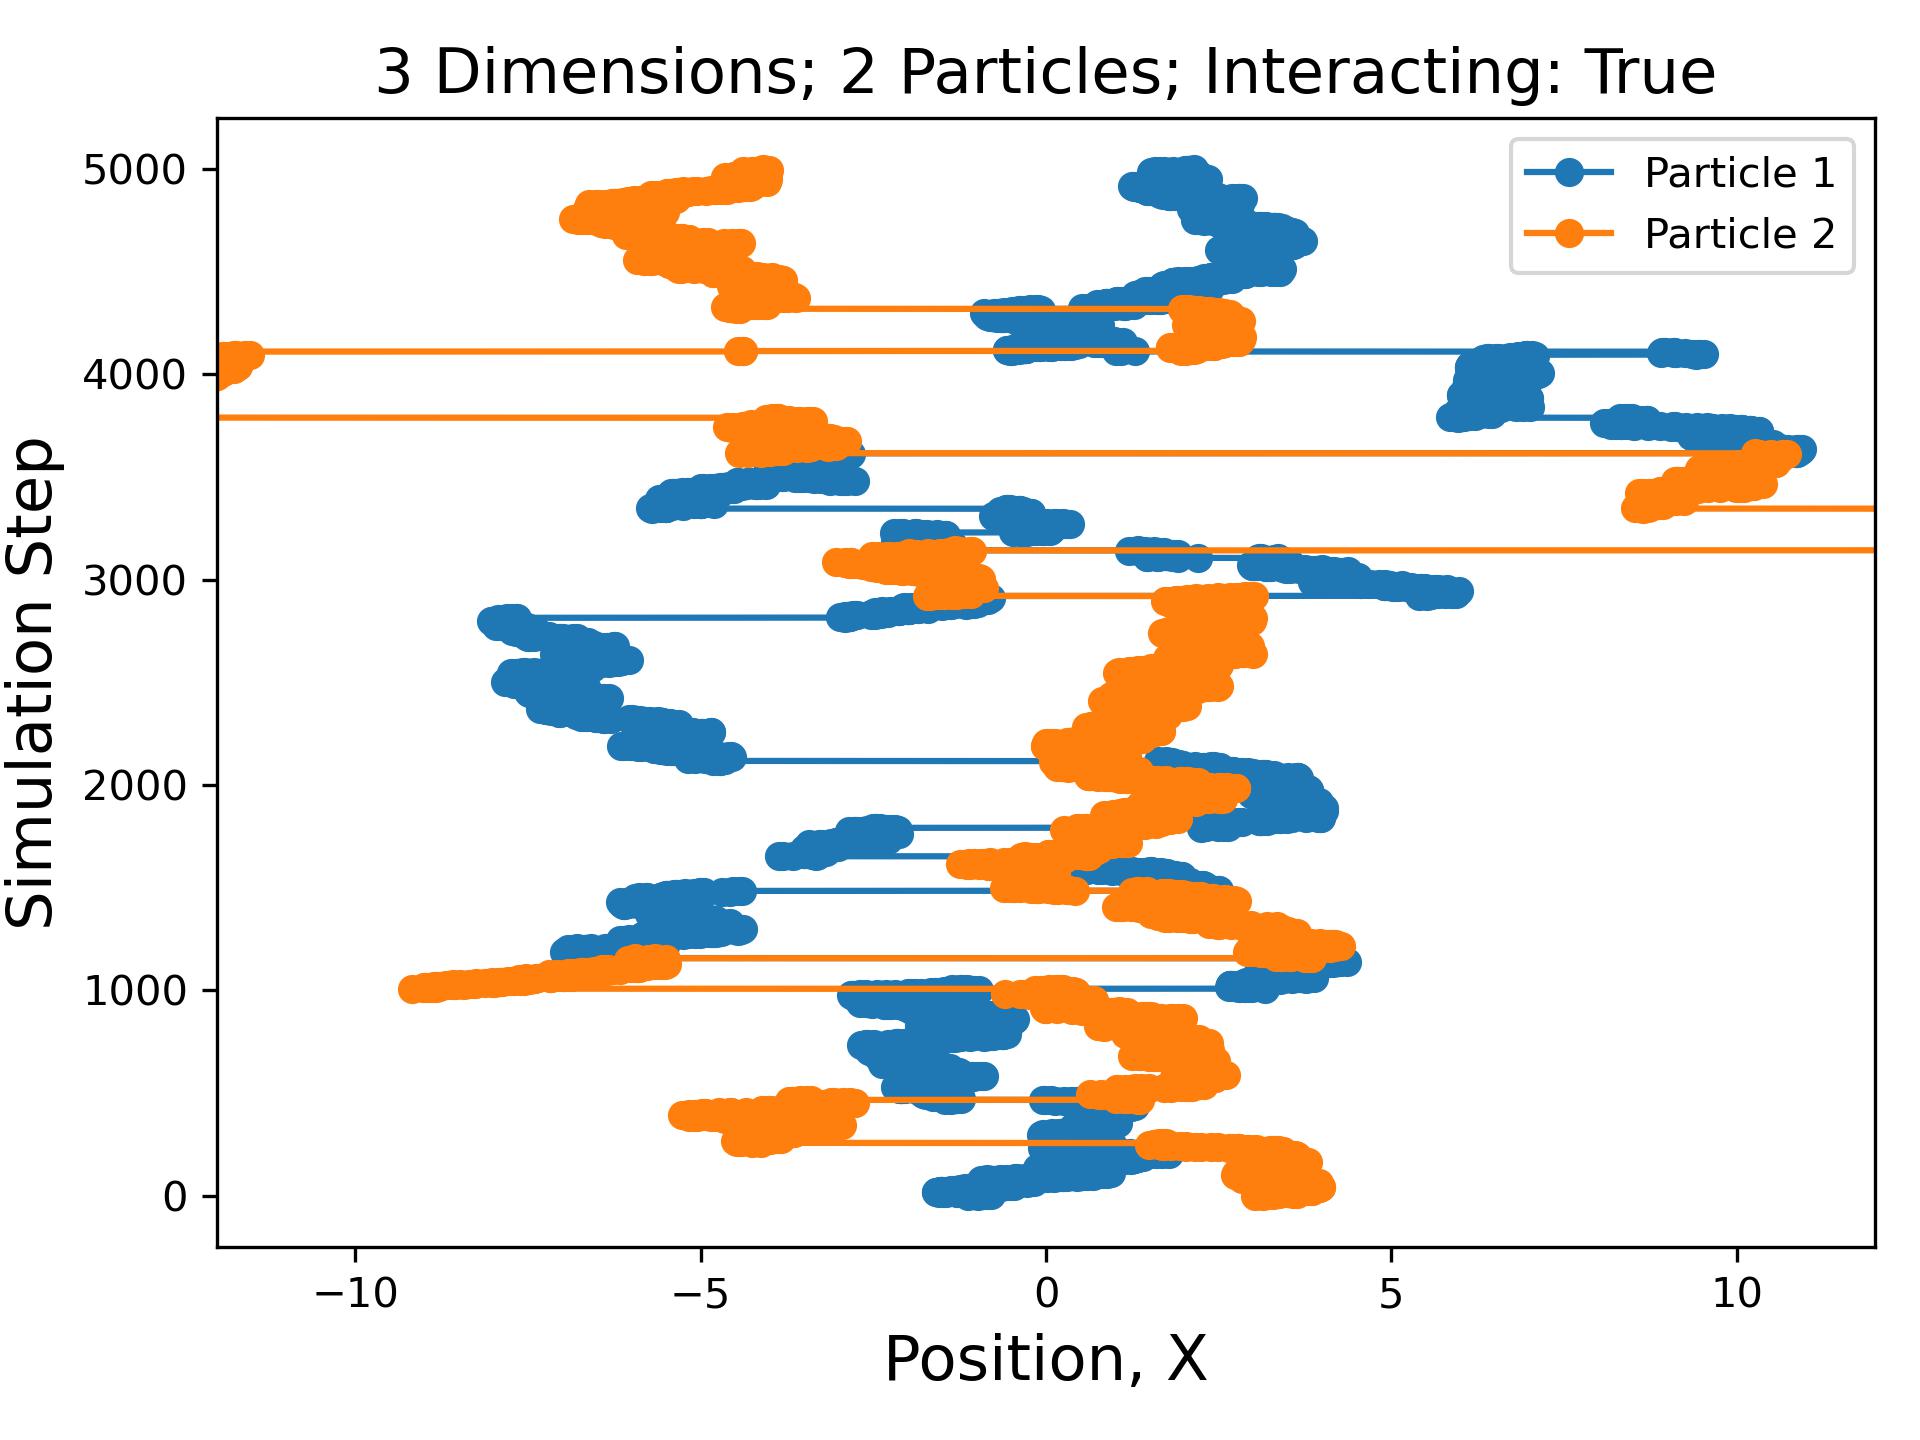 3 Dimensions; 2 Particles; Interacting: True
Particle 1
Particle 2
5000
4000
3000
2000
1000
0
Simulation Step
−10
−5
0
5
10
Position, X